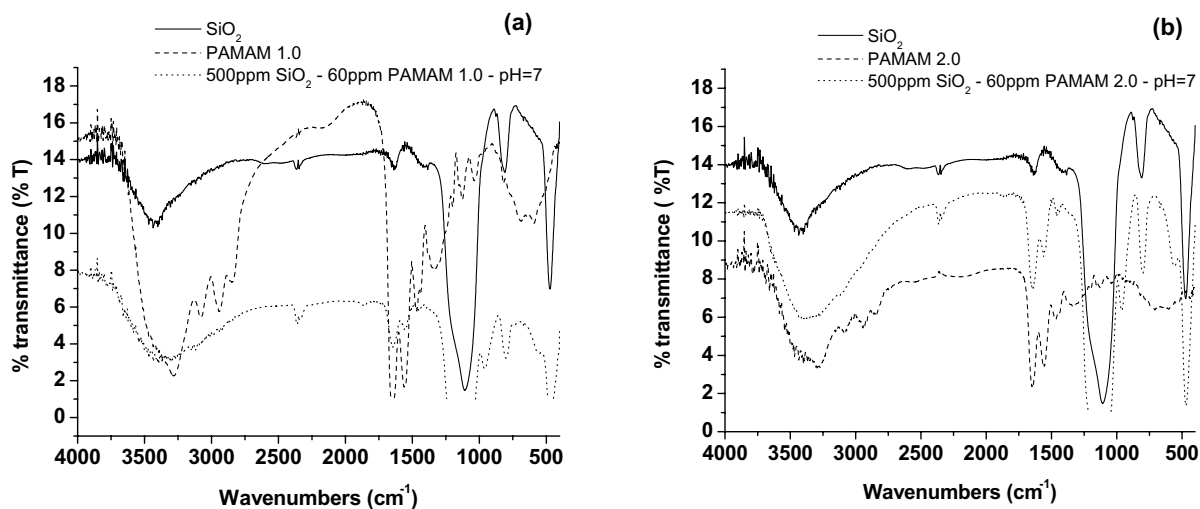 (a)
SiO₂
PAMAM 1.0
500ppm SiO₂ - 60ppm PAMAM 1.0 - pH=7
% transmittance (% T)
18
16
14
12
10
8
6
4
2
0
4000 3500 3000 2500 2000 1500 1000 500
Wavenumbers (cm⁻¹)
(b)
SiO₂
PAMAM 2.0
500ppm SiO₂ - 60ppm PAMAM 2.0 - pH=7
% transmittance ( %T)
18
16
14
12
10
8
6
4
2
0
4000 3500 3000 2500 2000 1500 1000 500
Wavenumbers (cm⁻¹)